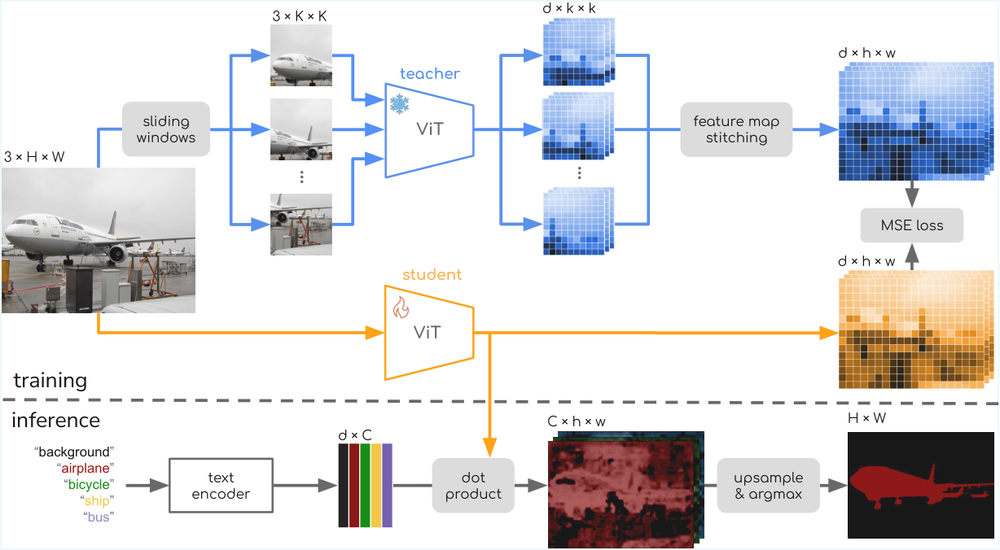 3 × K × K
d × k × k
d × h × w
teacher
sliding
windows
ViT
feature map
stitching
3 × H × W
MSE loss
student
d × h × w
ViT
training
inference
C × h × w
H × W
"background"
d × C
"airplane"
"bicycle"
text
encoder
dot
product
upsample
& argmax
"ship"
"bus"